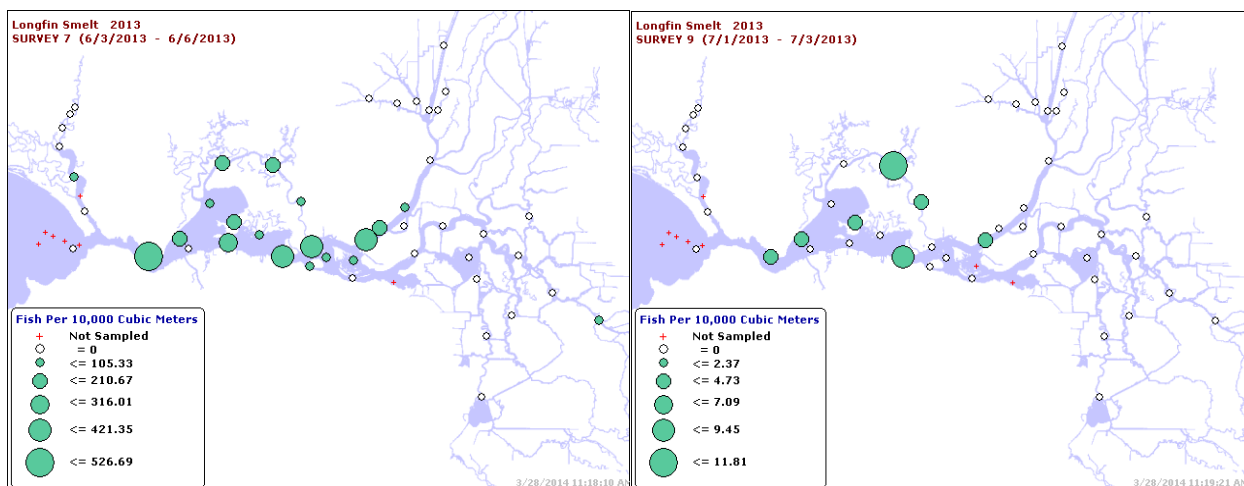 Longfin Smelt 2013
SURVEY 7 (6/3/2013 - 6/6/2013)
Fish Per 10,000 Cubic Meters
+ Not Sampled
= 0
<= 105.33
<= 210.67
<= 316.01
<= 421.35
<= 526.69
3/28/2014 11:18:10 AM
Longfin Smelt 2013
SURVEY 9 (7/1/2013 - 7/3/2013)
Fish Per 10,000 Cubic Meters
+ Not Sampled
= 0
<= 2.37
<= 4.73
<= 7.09
<= 9.45
<= 11.81
3/28/2014 11:19:21 AM